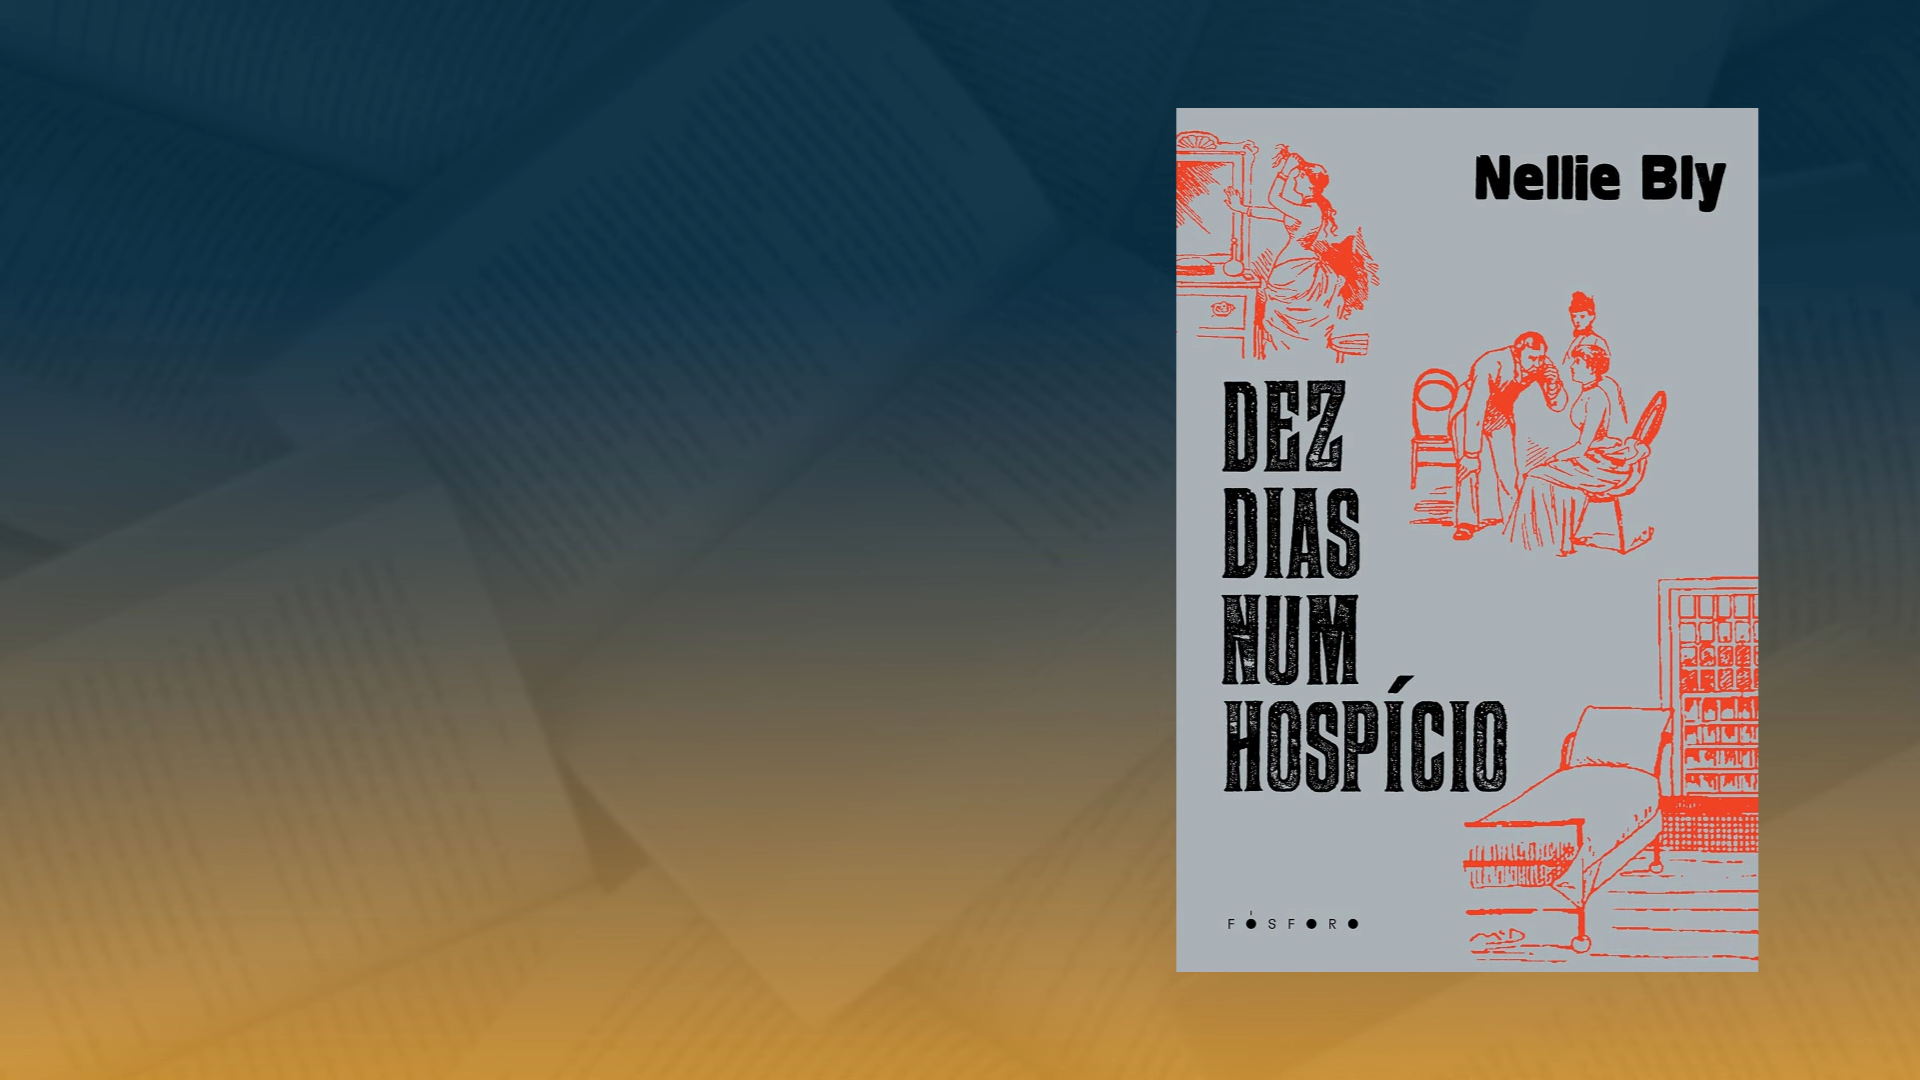 Nellie Bly
DEZ
DIAS
NUM
HOSPÍCIO
FÓSFORO